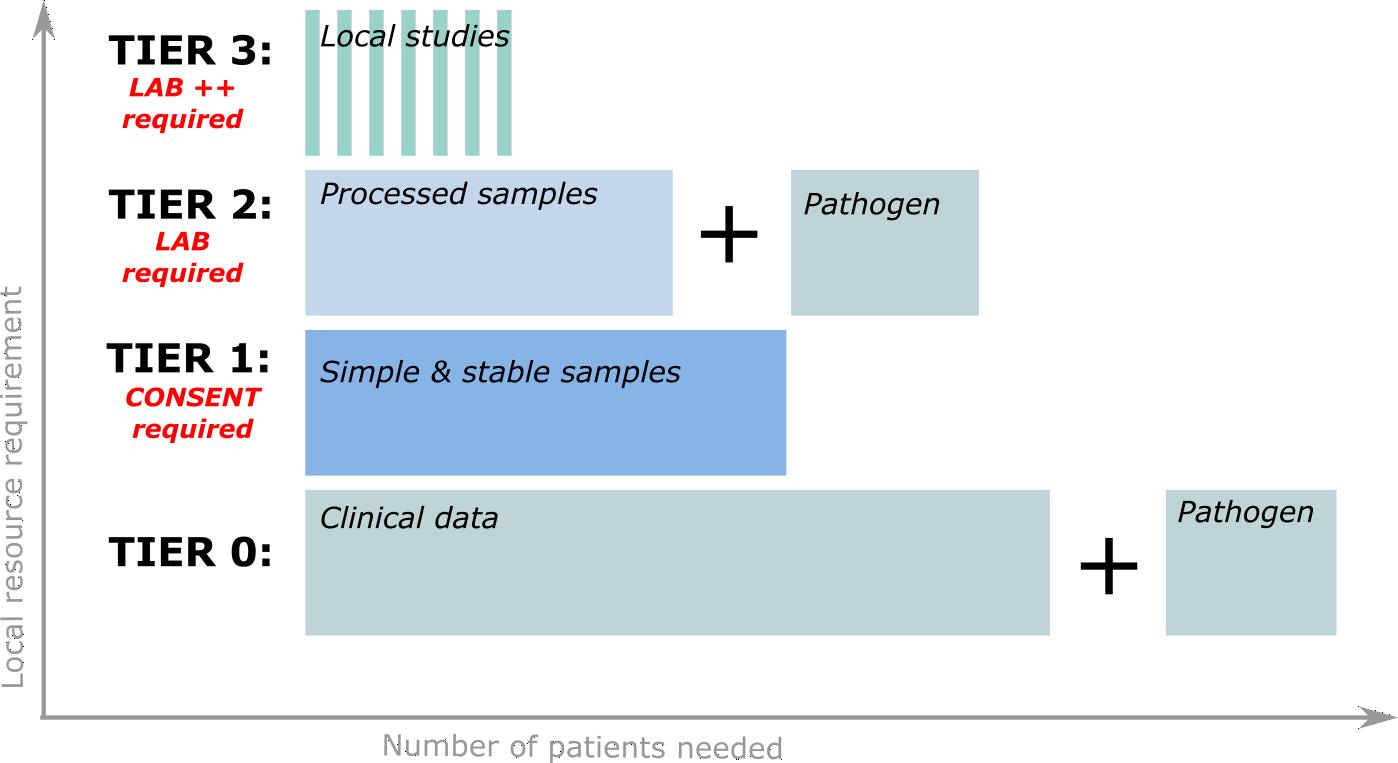 TIER 3:
LAB ++
required
Local studies
TIER 2:
LAB
required
Processed samples
+
Pathogen
TIER 1:
CONSENT
required
Simple & stable samples
TIER 0:
Clinical data
+
Pathogen
Local resource requirement
Number of patients needed